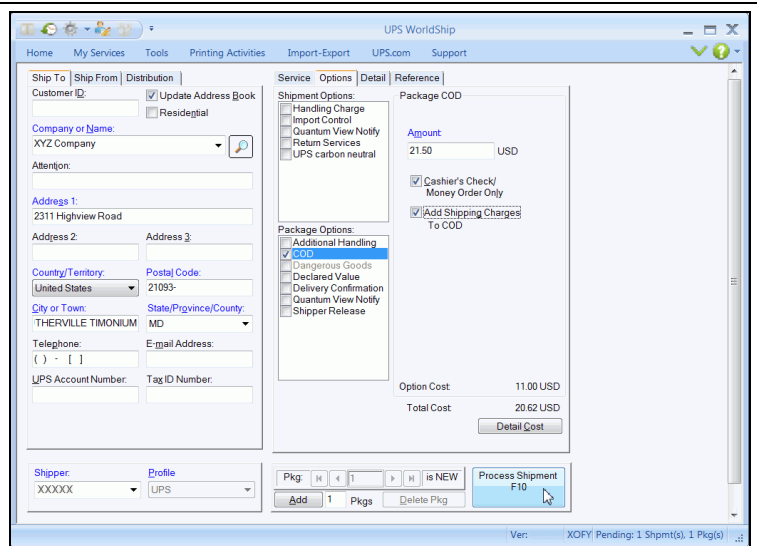 UPS WorldShip
Home My Services Tools Printing Activities Import-Export UPS.com Support
Ship To Ship From Distribution
Customer ID:
Update Address Book
Residential
Company or Name:
XYZ Company
Attention:
Address 1:
2311 Highview Road
Address 2: Address 3:
Country/Territory: Postal Code:
United States 21093-
City or Town: State/Province/County:
THERVILLE TIMONIUM MD
Telephone: E-mail Address:
( ) - [ ]
UPS Account Number: Tax ID Number:
Shipper: Profile
XXXXX UPS
Service Options Detail Reference
Shipment Options:
Handling Charge
Import Control
Quantum View Notify
Return Services
UPS carbon neutral
Package Options:
Additional Handling
COD
Dangerous Goods
Declared Value
Delivery Confirmation
Quantum View Notify
Shipper Release
Package COD
Amount:
21.50 USD
Cashier's Check/
Money Order Only
Add Shipping Charges
To COD
Option Cost: 11.00 USD
Total Cost: 20.62 USD
Detail Cost
Pkg: 1 is NEW
Add 1 Pkgs Delete Pkg
Process Shipment
F10
Ver: XOFY Pending: 1 Shpmt(s), 1 Pkg(s)